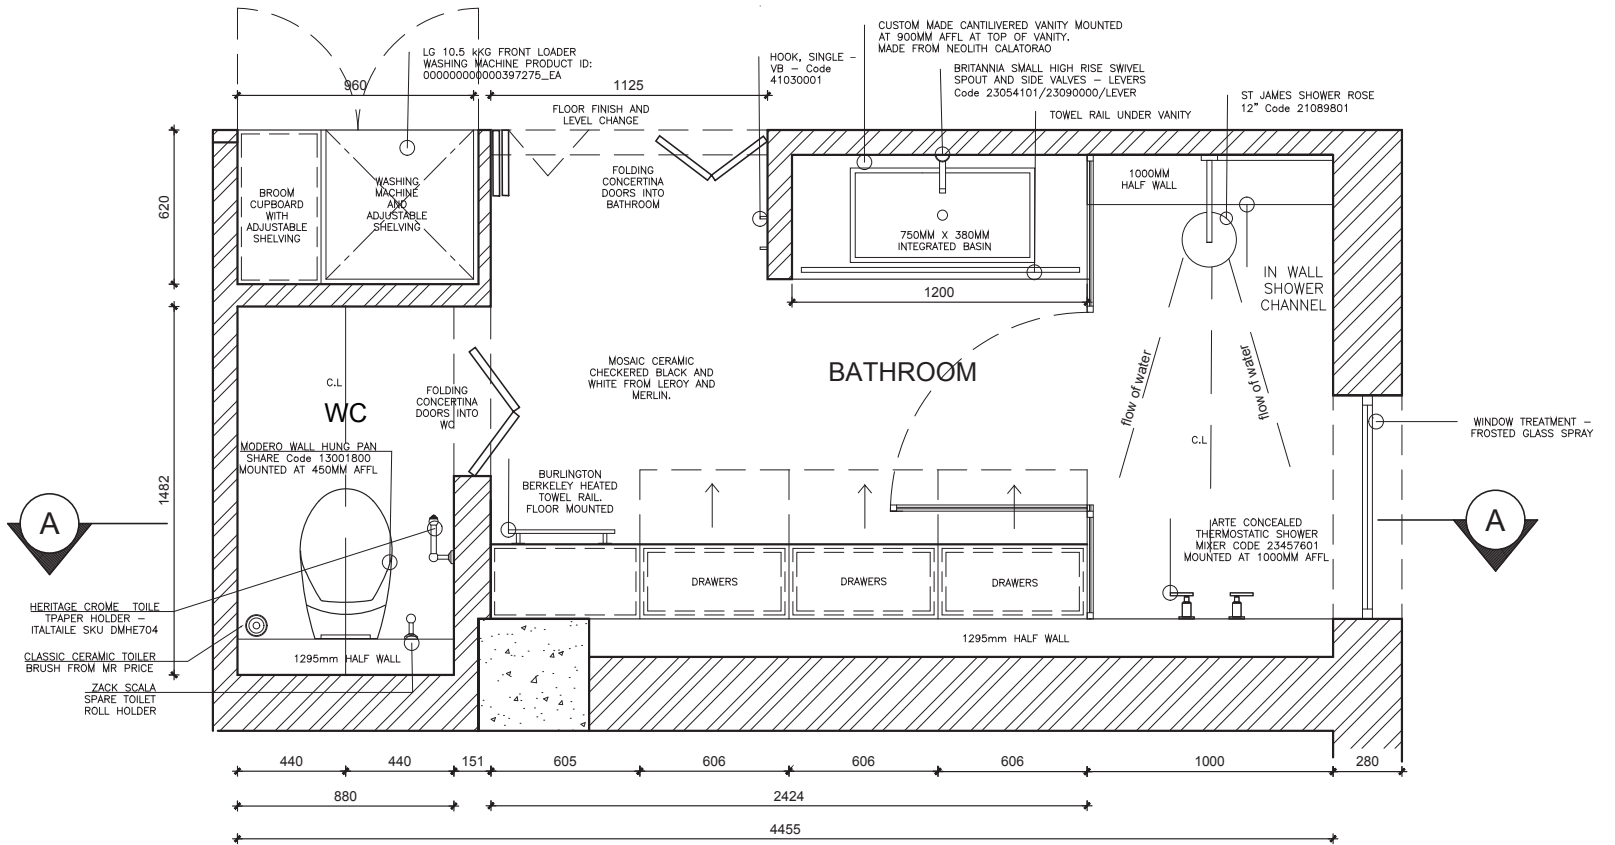 LG 10.5 kKG FRONT LOADER
WASHING MACHINE PRODUCT ID:
000000000000397275_EA
960
1125
FLOOR FINISH AND
LEVEL CHANGE
HOOK, SINGLE –
VB – Code
41030001
CUSTOM MADE CANTILIVERED VANITY MOUNTED
AT 900MM AFFL AT TOP OF VANITY.
MADE FROM NEOLITH CALATORAO
BRITANNIA SMALL HIGH RISE SWIVEL
SPOUT AND SIDE VALVES – LEVERS
Code 23054101/23090000/LEVER
TOWEL RAIL UNDER VANITY
ST JAMES SHOWER ROSE
12" Code 21089801
620
BROOM
CUPBOARD
WITH
ADJUSTABLE
SHELVING
WASHING
MACHINE
AND
ADJUSTABLE
SHELVING
FOLDING
CONCERTINA
DOORS INTO
BATHROOM
750MM X 380MM
INTEGRATED BASIN
1000MM
HALF WALL
IN WALL
SHOWER
CHANNEL
1200
1482
C.L
WC
FOLDING
CONCERTINA
DOORS INTO
WC
MODERO WALL HUNG PAN
SHARE Code 13001800
MOUNTED AT 450MM AFFL
MOSAIC CERAMIC
CHECKERED BLACK AND
WHITE FROM LEROY AND
MERLIN.
BATHROOM
flow of water
flow of water
C.L
WINDOW TREATMENT –
FROSTED GLASS SPRAY
BURLINGTON
BERKELEY HEATED
TOWEL RAIL.
FLOOR MOUNTED
A
A
ARTE CONCEALED
THERMOSTATIC SHOWER
MIXER CODE 23457601
MOUNTED AT 1000MM AFFL
DRAWERS
DRAWERS
DRAWERS
HERITAGE CROME TOILE
TPAPER HOLDER –
ITALTAILE SKU DMHE704
CLASSIC CERAMIC TOILER
BRUSH FROM MR PRICE
ZACK SCALA
SPARE TOILET
ROLL HOLDER
1295mm HALF WALL
1295mm HALF WALL
440
440
151
605
606
606
606
1000
280
880
2424
4455